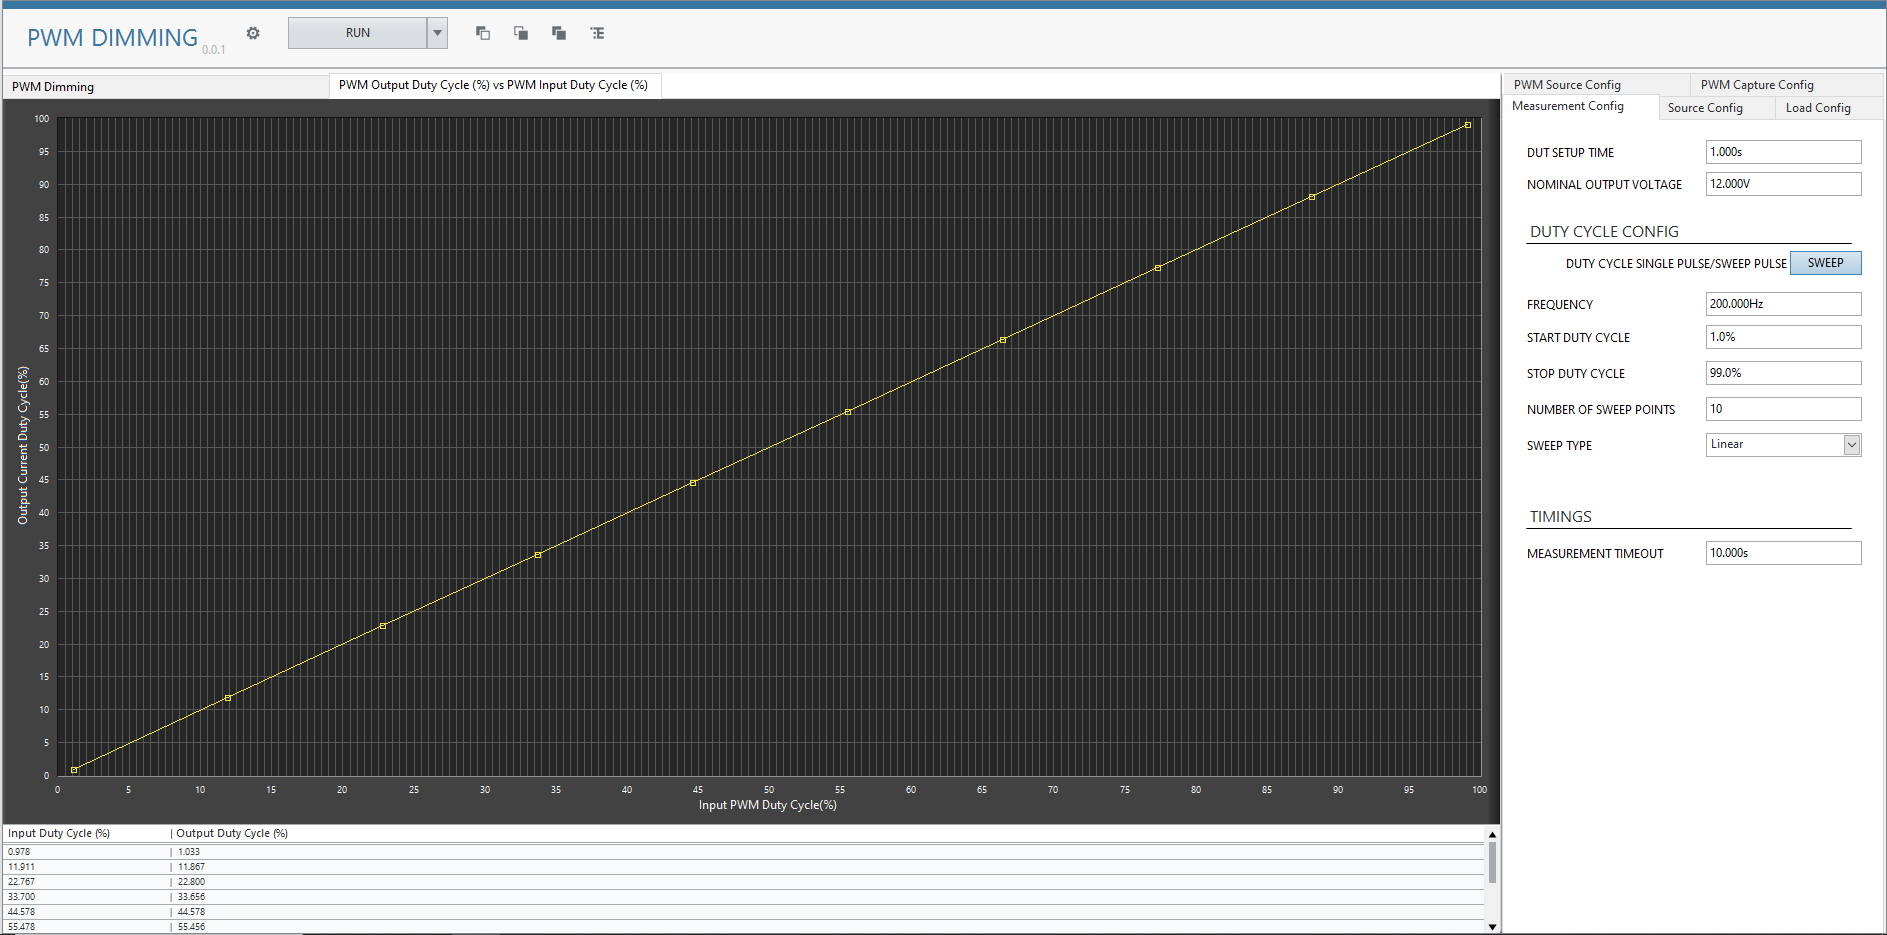 PWM DIMMING 0.0.1
RUN
PWM Dimming
PWM Output Duty Cycle (%) vs PWM Input Duty Cycle (%)
100
95
90
85
80
75
70
65
60
55
50
45
40
35
30
25
20
15
10
5
0
Output Current Duty Cycle(%)
0 5 10 15 20 25 30 35 40 45 50 55 60 65 70 75 80 85 90 95 100
Input PWM Duty Cycle(%)
Input Duty Cycle (%) | Output Duty Cycle (%)
0.978 | 1.033
11.911 | 11.867
22.767 | 22.800
33.700 | 33.656
44.578 | 44.578
55.478 | 55.456
PWM Source Config PWM Capture Config
Measurement Config Source Config Load Config
DUT SETUP TIME 1.000s
NOMINAL OUTPUT VOLTAGE 12.000V
DUTY CYCLE CONFIG
DUTY CYCLE SINGLE PULSE/SWEEP PULSE SWEEP
FREQUENCY 200.000Hz
START DUTY CYCLE 1.0%
STOP DUTY CYCLE 99.0%
NUMBER OF SWEEP POINTS 10
SWEEP TYPE Linear
TIMINGS
MEASUREMENT TIMEOUT 10.000s